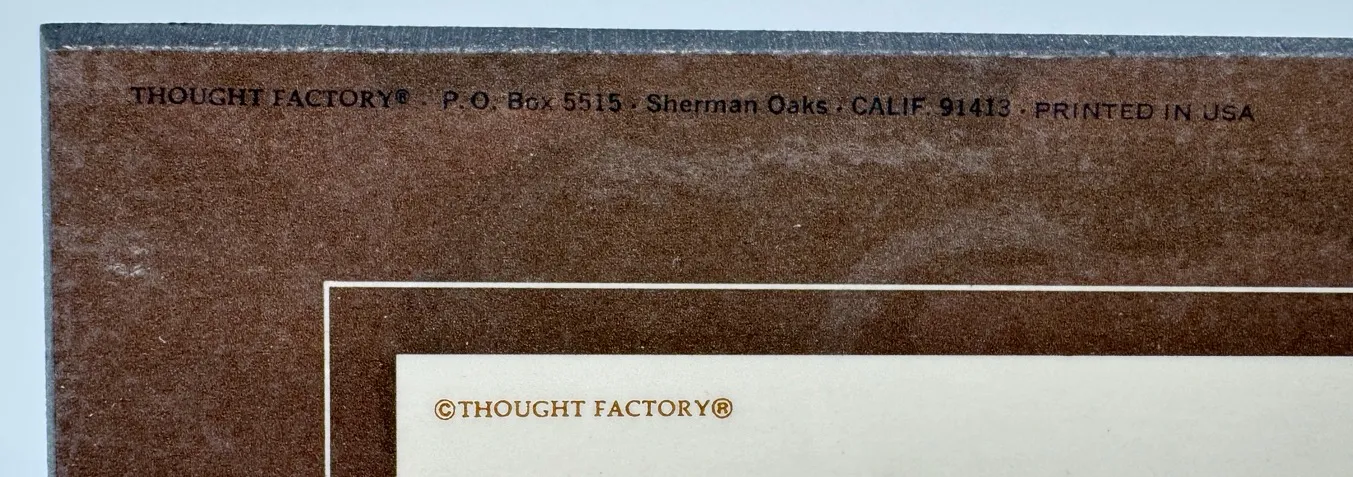 THOUGHT FACTORY® · P.O. Box 5515 · Sherman Oaks · CALIF. 91413 · PRINTED IN USA
©THOUGHT FACTORY®